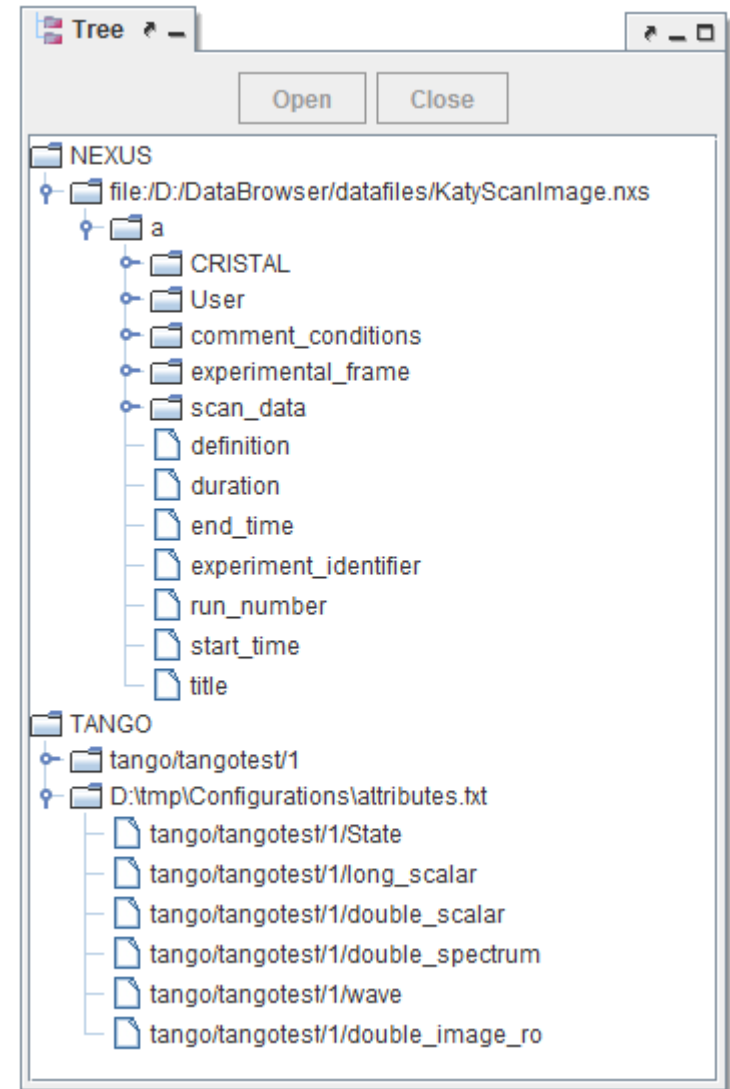 Tree
Open Close
NEXUS
file:/D:/DataBrowser/datafiles/KatyScanImage.nxs
a
CRISTAL
User
comment_conditions
experimental_frame
scan_data
definition
duration
end_time
experiment_identifier
run_number
start_time
title
TANGO
tango/tangotest/1
D:\tmp\Configurations\attributes.txt
tango/tangotest/1/State
tango/tangotest/1/long_scalar
tango/tangotest/1/double_scalar
tango/tangotest/1/double_spectrum
tango/tangotest/1/wave
tango/tangotest/1/double_image_ro